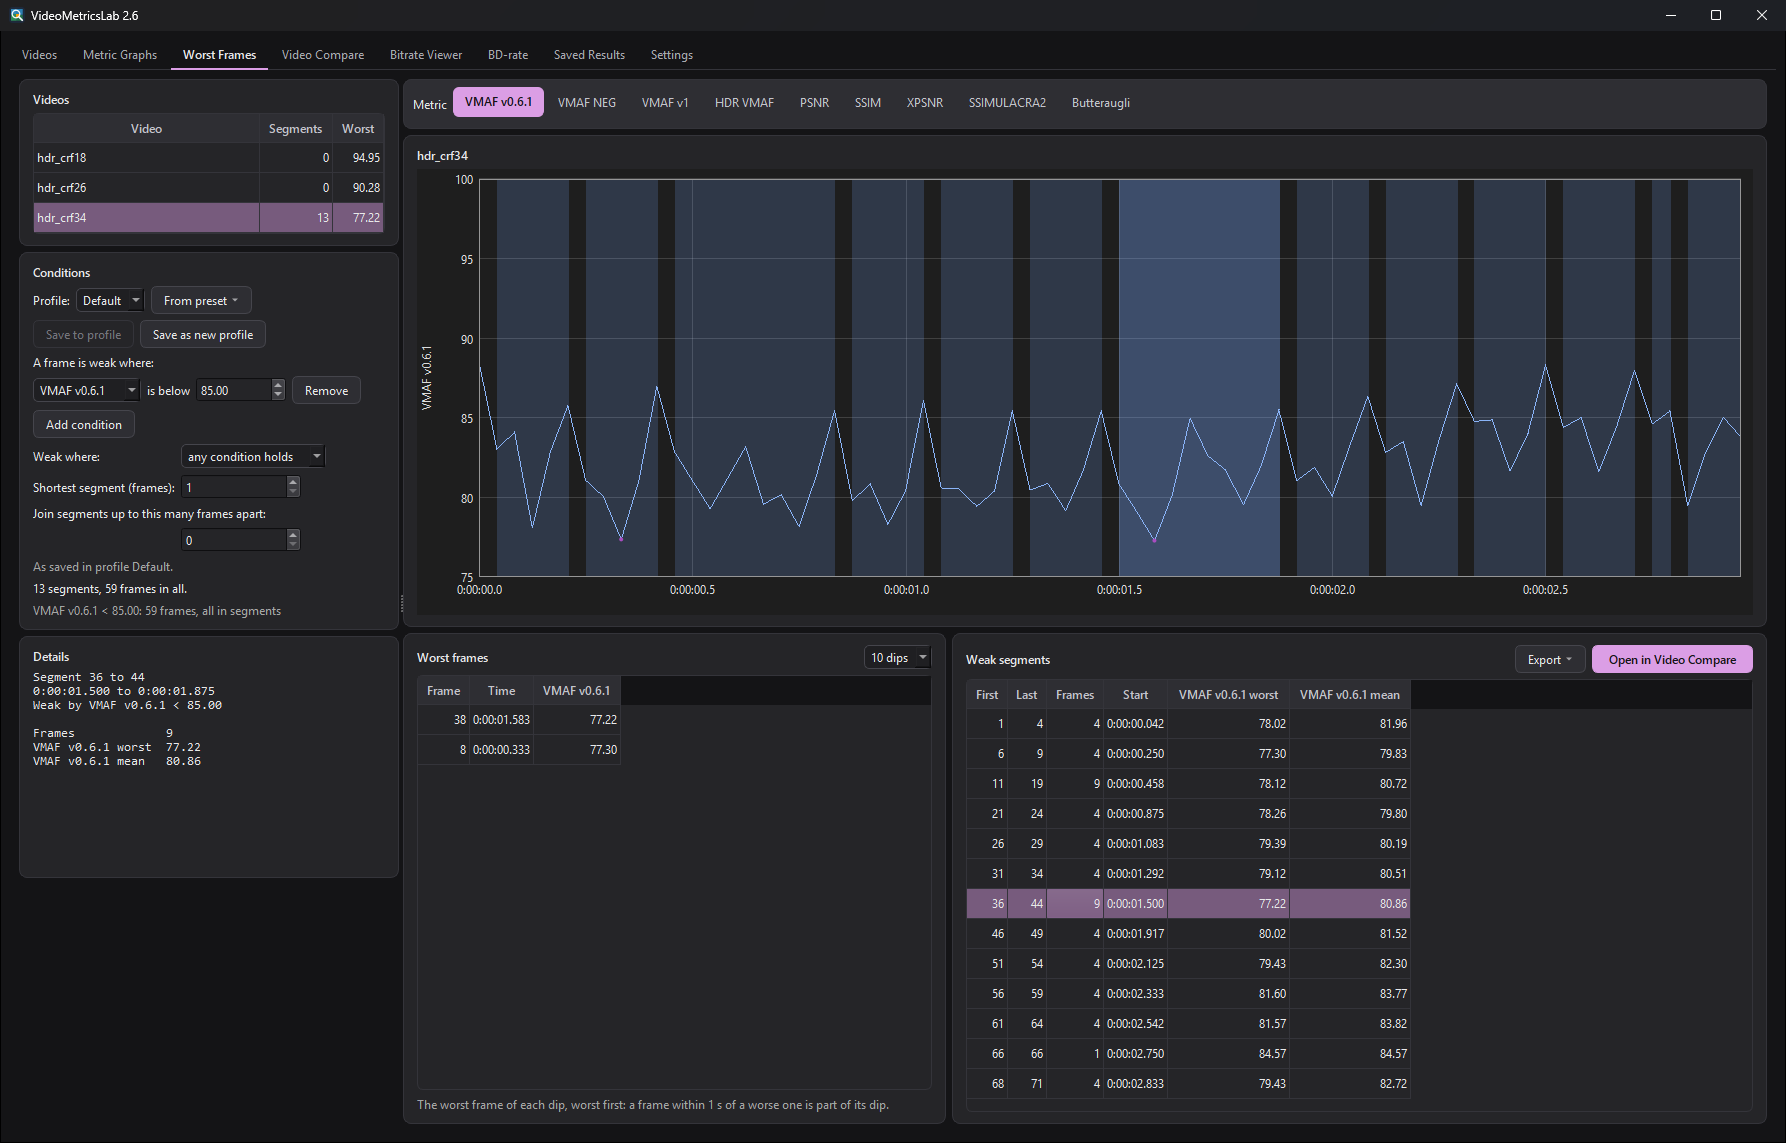 VideoMetricsLab 2.6
Videos Metric Graphs Worst Frames Video Compare Bitrate Viewer BD-rate Saved Results Settings
Videos
Video Segments Worst
hdr_crf18 0 94.95
hdr_crf26 0 90.28
hdr_crf34 13 77.22
Conditions
Profile: Default From preset
Save to profile Save as new profile
A frame is weak where:
VMAF v0.6.1 is below 85.00 Remove
Add condition
Weak where: any condition holds
Shortest segment (frames): 1
Join segments up to this many frames apart:
0
As saved in profile Default.
13 segments, 59 frames in all.
VMAF v0.6.1 < 85.00: 59 frames, all in segments
Details
Segment 36 to 44
0:00:01.500 to 0:00:01.875
Weak by VMAF v0.6.1 < 85.00
Frames 9
VMAF v0.6.1 worst 77.22
VMAF v0.6.1 mean 80.86
Metric VMAF v0.6.1 VMAF NEG VMAF v1 HDR VMAF PSNR SSIM XPSNR SSIMULACRA2 Butteraugli
hdr_crf34
100
95
90
85
80
75
VMAF v0.6.1
0:00:00.0 0:00:00.5 0:00:01.0 0:00:01.5 0:00:02.0 0:00:02.5
Worst frames 10 dips
Frame Time VMAF v0.6.1
38 0:00:01.583 77.22
8 0:00:00.333 77.30
The worst frame of each dip, worst first: a frame within 1 s of a worse one is part of its dip.
Weak segments Export Open in Video Compare
First Last Frames Start VMAF v0.6.1 worst VMAF v0.6.1 mean
1 4 4 0:00:00.042 78.02 81.96
6 9 4 0:00:00.250 77.30 79.83
11 19 9 0:00:00.458 78.12 80.72
21 24 4 0:00:00.875 78.26 79.80
26 29 4 0:00:01.083 79.39 80.19
31 34 4 0:00:01.292 79.12 80.51
36 44 9 0:00:01.500 77.22 80.86
46 49 4 0:00:01.917 80.02 81.52
51 54 4 0:00:02.125 79.43 82.30
56 59 4 0:00:02.333 81.60 83.77
61 64 4 0:00:02.542 81.57 83.82
66 66 1 0:00:02.750 84.57 84.57
68 71 4 0:00:02.833 79.43 82.72